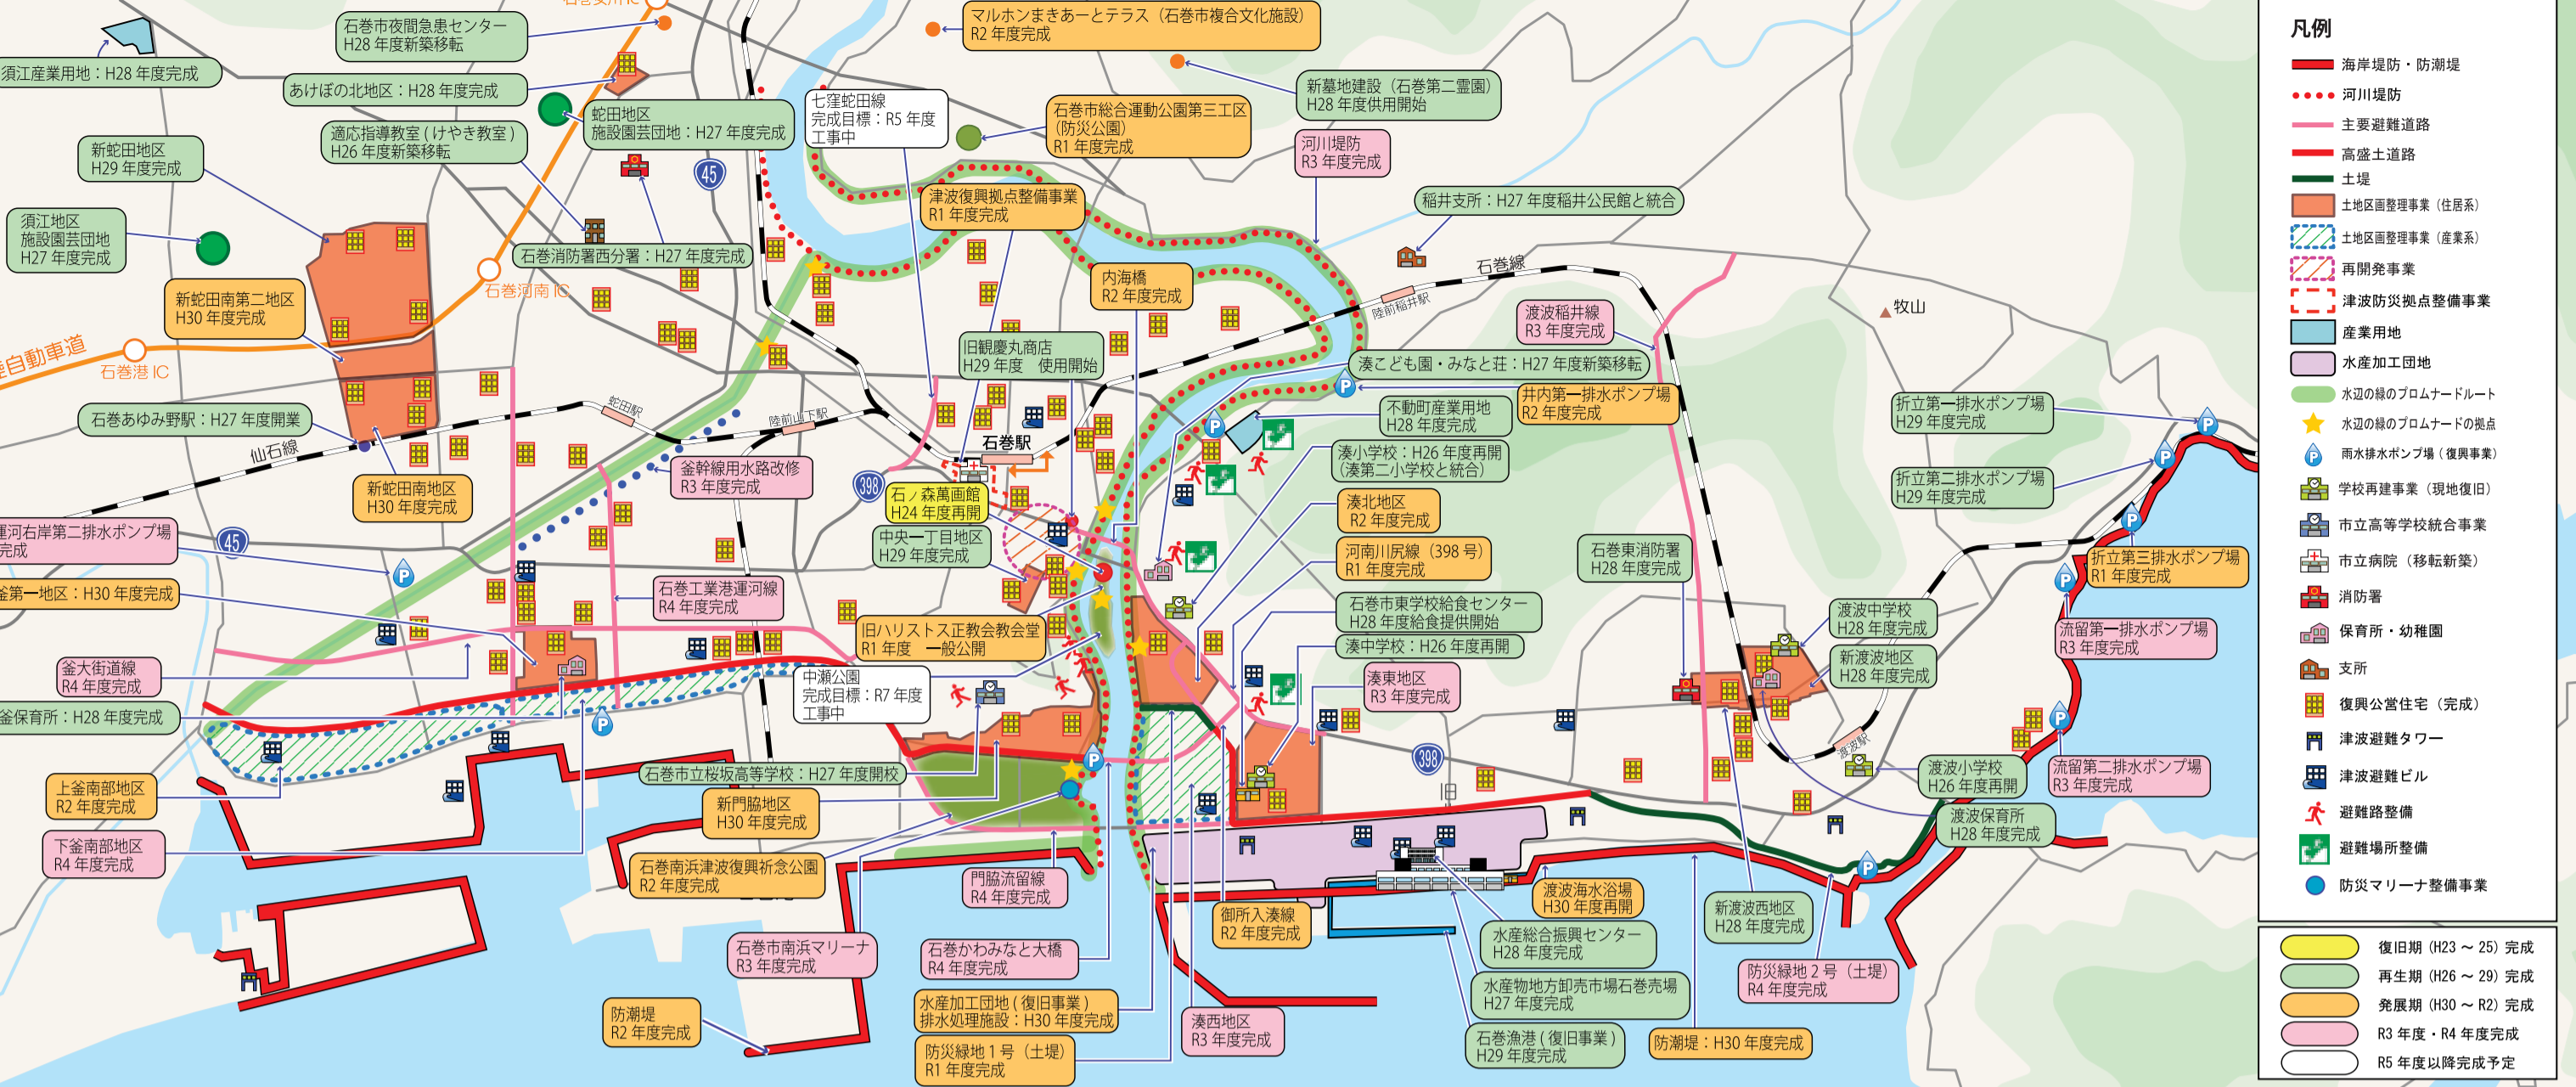 石巻市夜間急患センター
H28 年度新築移転
マルホンまきあーとテラス（石巻市複合文化施設）
R2 年度完成
須江産業用地：H28 年度完成
あけぼの北地区：H28 年度完成
蛇田地区
施設園芸団地：H27 年度完成
七窪蛇田線
完成目標：R5 年度
工事中
石巻市総合運動公園第三工区
（防災公園）
R1 年度完成
新墓地建設（石巻第二霊園）
H28 年度供用開始
適応指導教室 ( けやき教室 )
H26 年度新築移転
新蛇田地区
H29 年度完成
河川堤防
R3 年度完成
45
津波復興拠点整備事業
R1 年度完成
稲井支所：H27 年度稲井公民館と統合
須江地区
施設園芸団地
H27 年度完成
石巻消防署西分署：H27 年度完成
石巻河南 IC
新蛇田南第二地区
H30 年度完成
内海橋
R2 年度完成
石巻線
陸前稲井駅
渡波稲井線
R3 年度完成
牧山
自動車道
石巻港 IC
旧観慶丸商店
H29 年度　使用開始
湊こども園・みなと荘：H27 年度新築移転
井内第一排水ポンプ場
R2 年度完成
不動町産業用地
H28 年度完成
石巻あゆみ野駅：H27 年度開業
仙石線
蛇田駅
陸前山下駅
石巻駅
折立第一排水ポンプ場
H29 年度完成
折立第二排水ポンプ場
H29 年度完成
新蛇田南地区
H30 年度完成
釜幹線用水路改修
R3 年度完成
398
石ノ森萬画館
H24 年度再開
湊小学校：H26 年度再開
（湊第二小学校と統合）
湊北地区
R2 年度完成
運河右岸第二排水ポンプ場
完成
45
中央一丁目地区
H29 年度完成
河南川尻線（398 号）
R1 年度完成
石巻東消防署
H28 年度完成
折立第三排水ポンプ場
R1 年度完成
釜第一地区：H30 年度完成
石巻工業港運河線
R4 年度完成
石巻市東学校給食センター
H28 年度給食提供開始
湊中学校：H26 年度再開
渡波中学校
H28 年度完成
流留第一排水ポンプ場
R3 年度完成
旧ハリストス正教会教会堂
R1 年度　一般公開
新渡波地区
H28 年度完成
釜大街道線
R4 年度完成
中瀬公園
完成目標：R7 年度
工事中
湊東地区
R3 年度完成
釜保育所：H28 年度完成
398
渡波駅
石巻市立桜坂高等学校：H27 年度開校
渡波小学校
H26 年度再開
流留第二排水ポンプ場
R3 年度完成
上釜南部地区
R2 年度完成
新門脇地区
H30 年度完成
渡波保育所
H28 年度完成
下釜南部地区
R4 年度完成
石巻南浜津波復興祈念公園
R2 年度完成
門脇流留線
R4 年度完成
渡波海水浴場
H30 年度再開
御所入湊線
R2 年度完成
新渡波西地区
H28 年度完成
石巻市南浜マリーナ
R3 年度完成
石巻かわみなと大橋
R4 年度完成
水産総合振興センター
H28 年度完成
防災緑地 2 号（土堤）
R4 年度完成
水産物地方卸売市場石巻売場
H27 年度完成
防潮堤
R2 年度完成
水産加工団地 ( 復旧事業 )
排水処理施設：H30 年度完成
湊西地区
R3 年度完成
石巻漁港 ( 復旧事業 )
H29 年度完成
防潮堤：H30 年度完成
防災緑地 1 号（土堤）
R1 年度完成
凡例
海岸堤防・防潮堤
河川堤防
主要避難道路
高盛土道路
土堤
土地区画整理事業（住居系）
土地区画整理事業（産業系）
再開発事業
津波防災拠点整備事業
産業用地
水産加工団地
水辺の緑のプロムナードルート
水辺の緑のプロムナードの拠点
雨水排水ポンプ場（復興事業）
学校再建事業（現地復旧）
市立高等学校統合事業
市立病院（移転新築）
消防署
保育所・幼稚園
支所
復興公営住宅（完成）
津波避難タワー
津波避難ビル
避難路整備
避難場所整備
防災マリーナ整備事業
復旧期 (H23 ～ 25) 完成
再生期 (H26 ～ 29) 完成
発展期 (H30 ～ R2) 完成
R3 年度・R4 年度完成
R5 年度以降完成予定